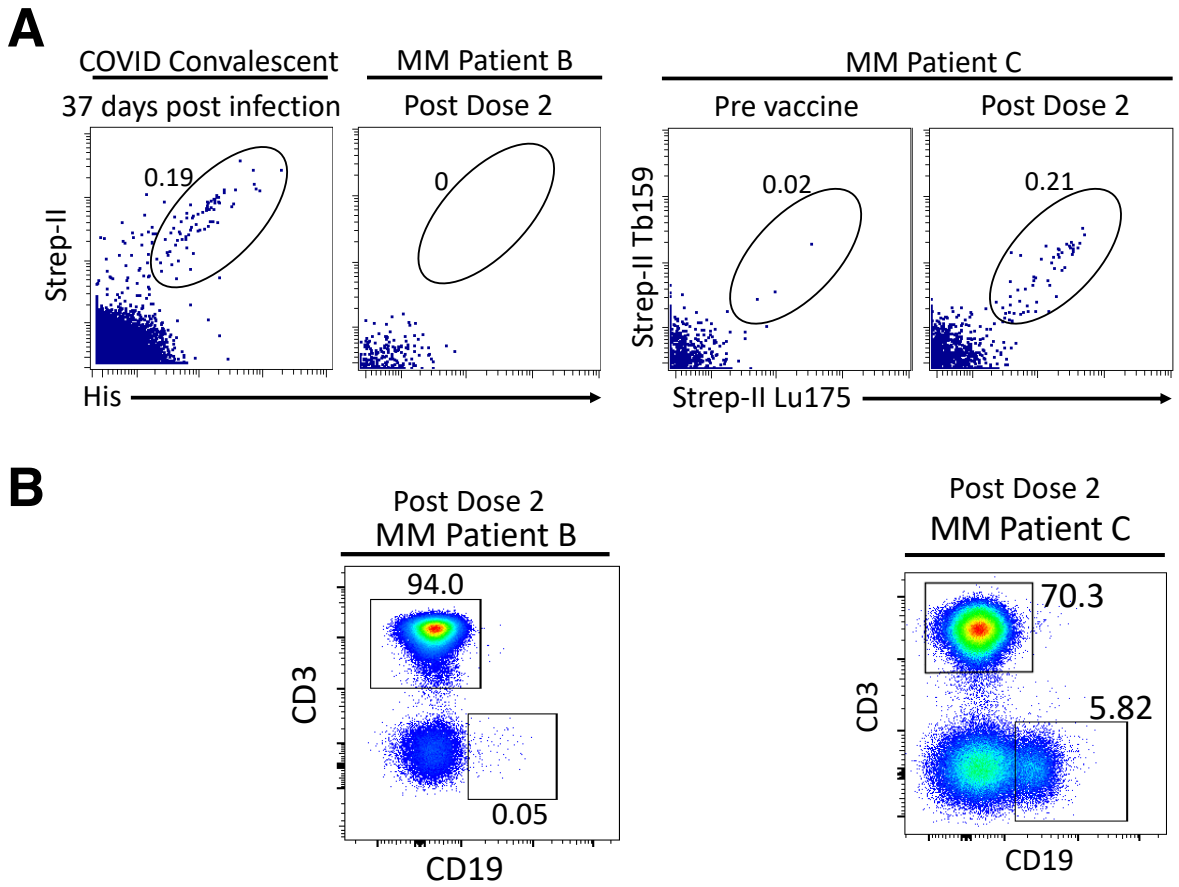 A
COVID Convalescent
MM Patient B
MM Patient C
37 days post infection
Post Dose 2
Pre vaccine
Post Dose 2
0.19
0
0.02
0.21
Strep-II
Strep-II Tb159
His
Strep-II Lu175
B
Post Dose 2
MM Patient B
Post Dose 2
MM Patient C
94.0
70.3
CD3
CD3
5.82
0.05
CD19
CD19